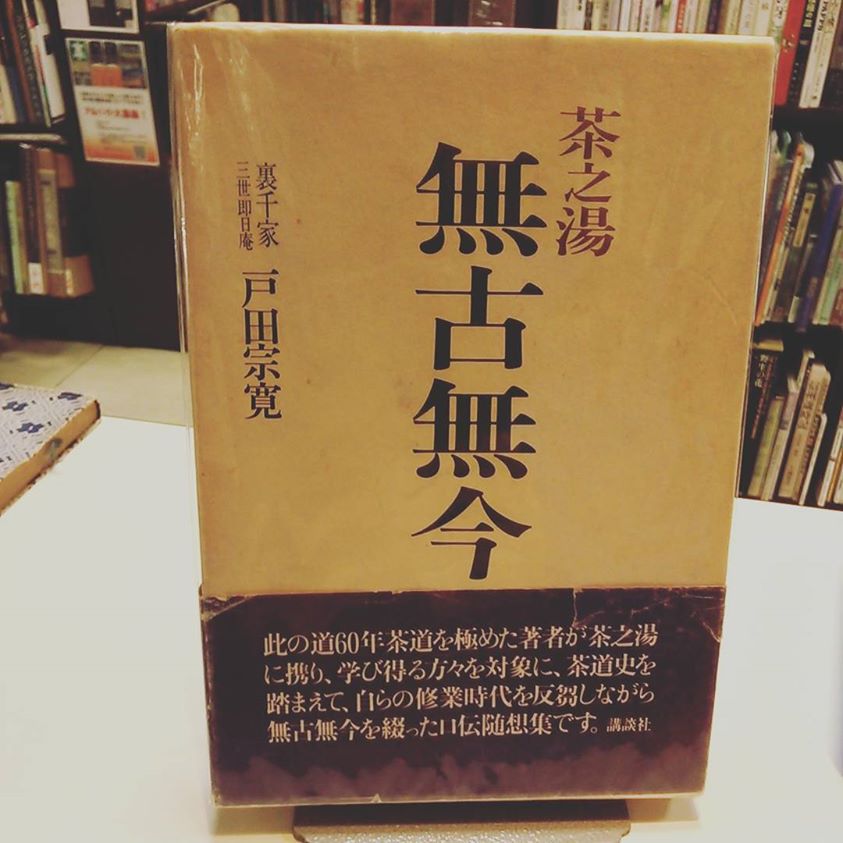 茶之湯
無古無今
裏千家
三世即日庵
戸田宗寛
此の道60年茶道を極めた著者が茶之湯
に携り、学び得る方々を対象に、茶道史を
踏まえて、自らの修業時代を反芻しながら
無古無今を綴った口伝随想集です。講談社
野生の花